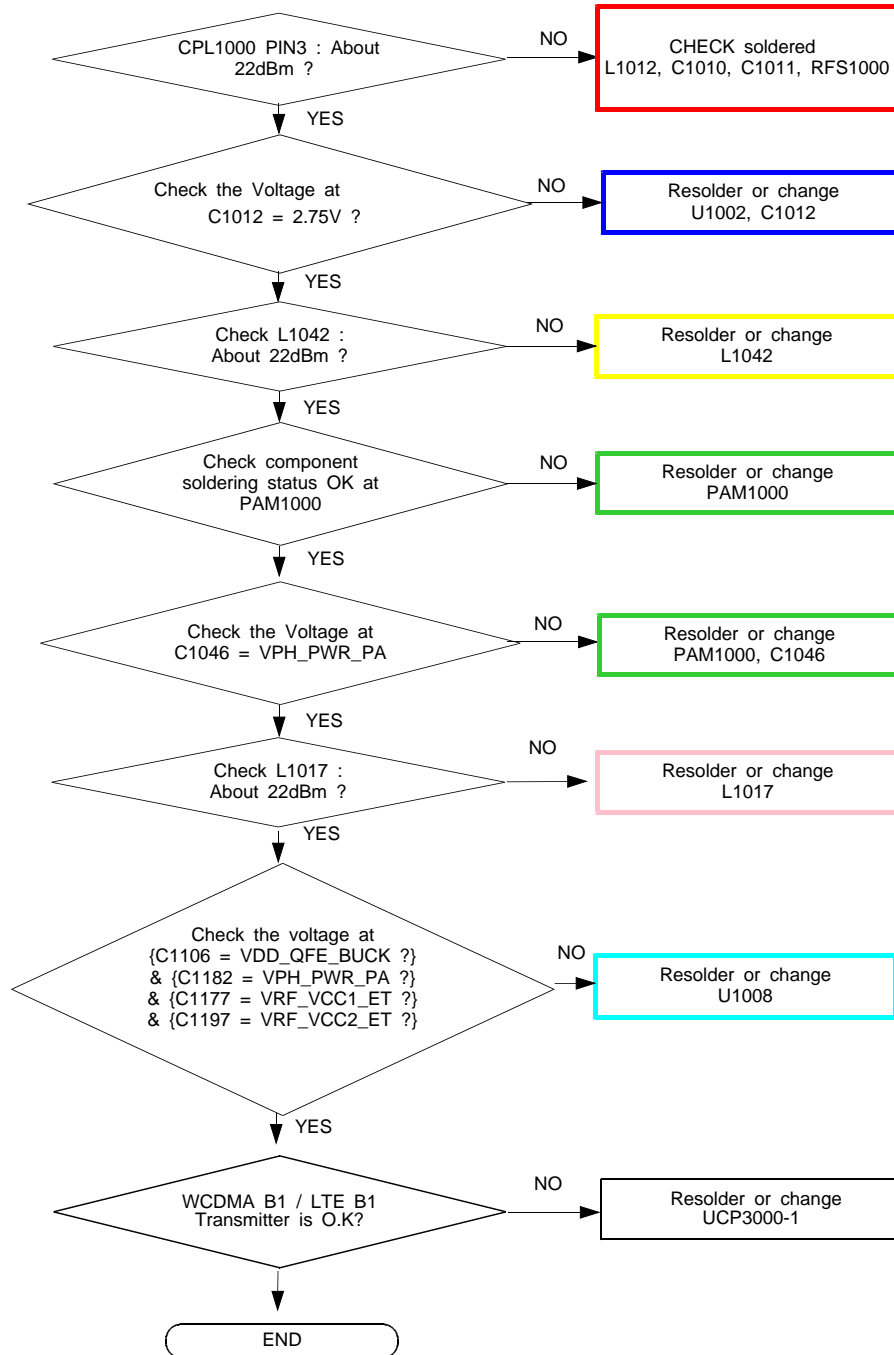 CPL1000 PIN3 : About
22dBm ?
NO
CHECK soldered
L1012, C1010, C1011, RFS1000
YES
Check the Voltage at
C1012 = 2.75V ?
NO
Resolder or change
U1002, C1012
YES
Check L1042 :
About 22dBm ?
NO
Resolder or change
L1042
YES
Check component
soldering status OK at
PAM1000
NO
Resolder or change
PAM1000
YES
Check the Voltage at
C1046 = VPH_PWR_PA
NO
Resolder or change
PAM1000, C1046
YES
Check L1017 :
About 22dBm ?
NO
Resolder or change
L1017
YES
Check the voltage at
{C1106 = VDD_QFE_BUCK ?}
& {C1182 = VPH_PWR_PA ?}
& {C1177 = VRF_VCC1_ET ?}
& {C1197 = VRF_VCC2_ET ?}
NO
Resolder or change
U1008
YES
WCDMA B1 / LTE B1
Transmitter is O.K?
NO
Resolder or change
UCP3000-1
END